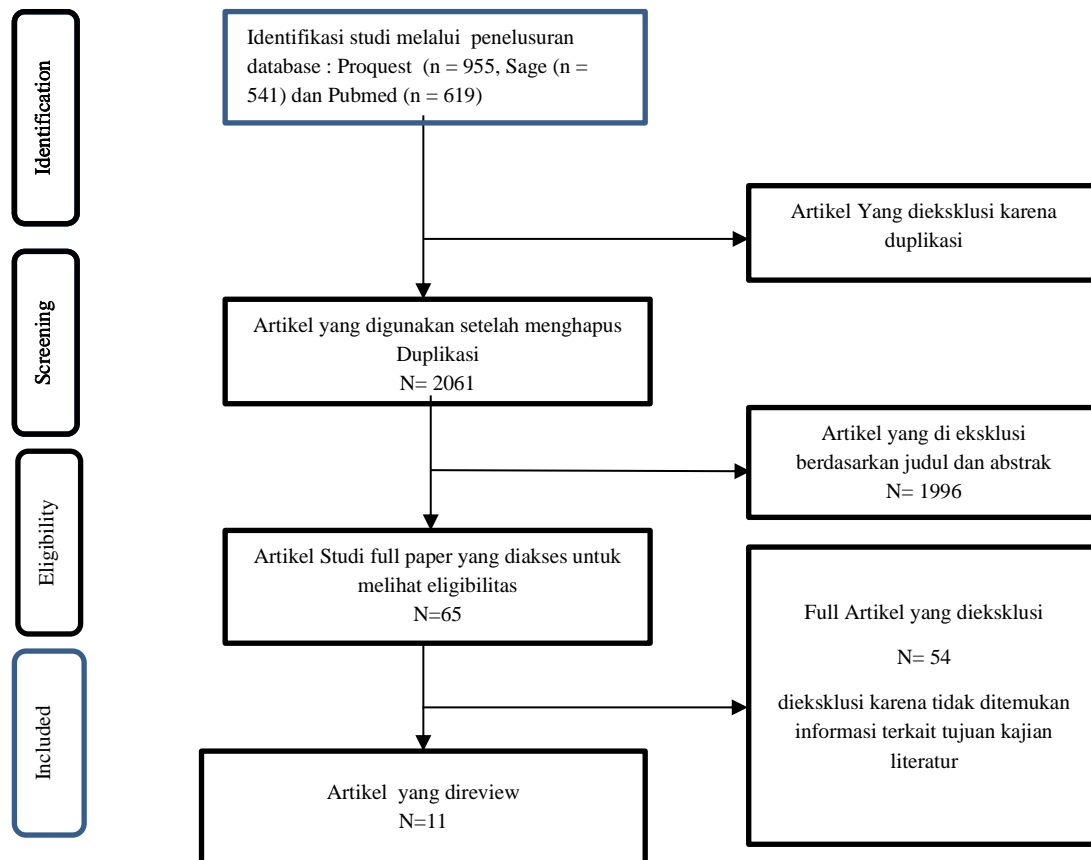 Identification
Identifikasi studi melalui penelusuran
database : Proquest (n = 955, Sage (n =
541) dan Pubmed (n = 619)
Artikel Yang dieksklusi karena
duplikasi
Screening
Artikel yang digunakan setelah menghapus
Duplikasi
N= 2061
Artikel yang di eksklusi
berdasarkan judul dan abstrak
N= 1996
Eligibility
Artikel Studi full paper yang diakses untuk
melihat eligibilitas
N=65
Full Artikel yang dieksklusi
N= 54
dieksklusi karena tidak ditemukan
informasi terkait tujuan kajian
literatur
Included
Artikel yang direview
N=11